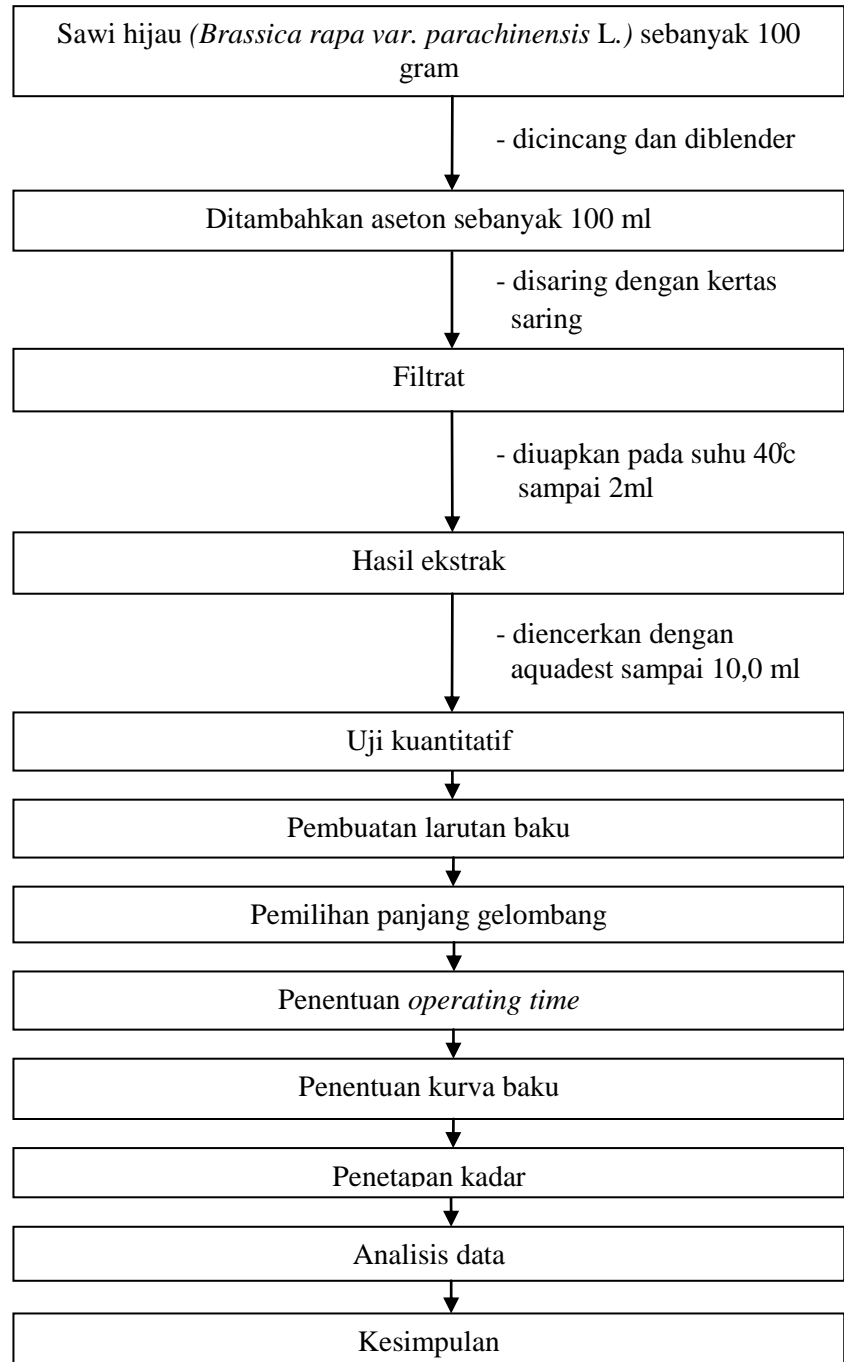 Sawi hijau (Brassica rapa var. parachinensis L.) sebanyak 100
gram
- dicincang dan diblender
Ditambahkan aseton sebanyak 100 ml
- disaring dengan kertas
saring
Filtrat
- diuapkan pada suhu 40̊c
sampai 2ml
Hasil ekstrak
- diencerkan dengan
aquadest sampai 10,0 ml
Uji kuantitatif
Pembuatan larutan baku
Pemilihan panjang gelombang
Penentuan operating time
Penentuan kurva baku
Penetapan kadar
Analisis data
Kesimpulan